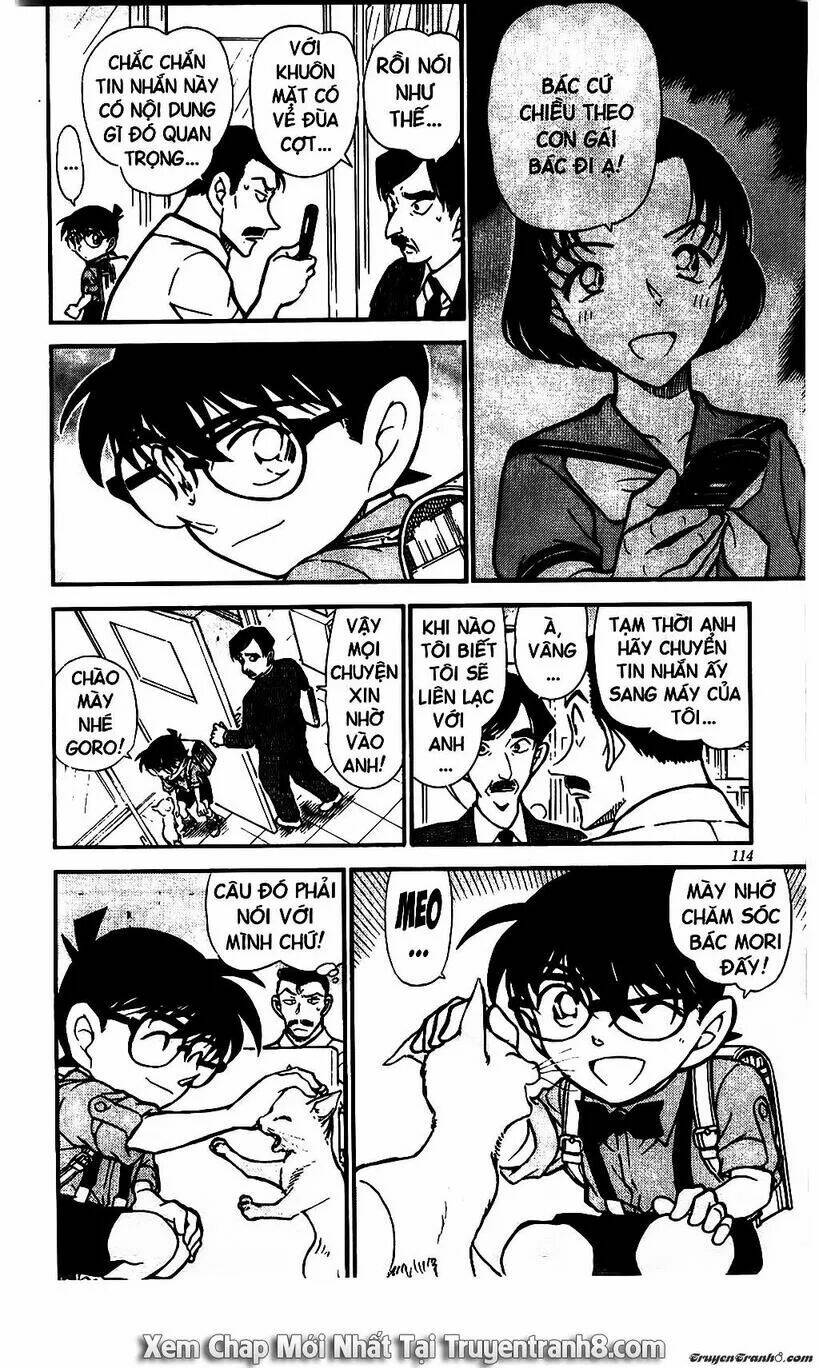 BÁC CỨ
CHIỀU THEO
CON GÁI
BÁC ĐI Ạ!
RỒI NÓI
NHƯ
THẾ...
VỚI
KHUÔN
MẶT CÓ
VẺ ĐÙA
CỢT...
CHẮC CHẮN
TIN NHẮN NÀY
CÓ NỘI DUNG
GÌ ĐÓ QUAN
TRỌNG...
...
TẠM THỜI ANH
HÃY CHUYỂN
TIN NHẮN ẤY
SANG MÁY CỦA
TÔI...
À,
VÂNG
...
KHI NÀO
TÔI BIẾT
TÔI SẼ
LIÊN LẠC
VỚI
ANH
...
VẬY
MỌI
CHUYỆN
XIN
NHỜ
VÀO
ANH!
CHÀO
MÀY
NHÉ
GORO!
114
MÀY NHỚ
CHĂM SÓC
BÁC MORI
ĐẤY!
MEO
...
CÂU ĐÓ PHẢI
NÓI VỚI
MÌNH CHỨ!
Xem Chap Mới Nhất Tại Truyentranh8.com
TruyenTranh8.com